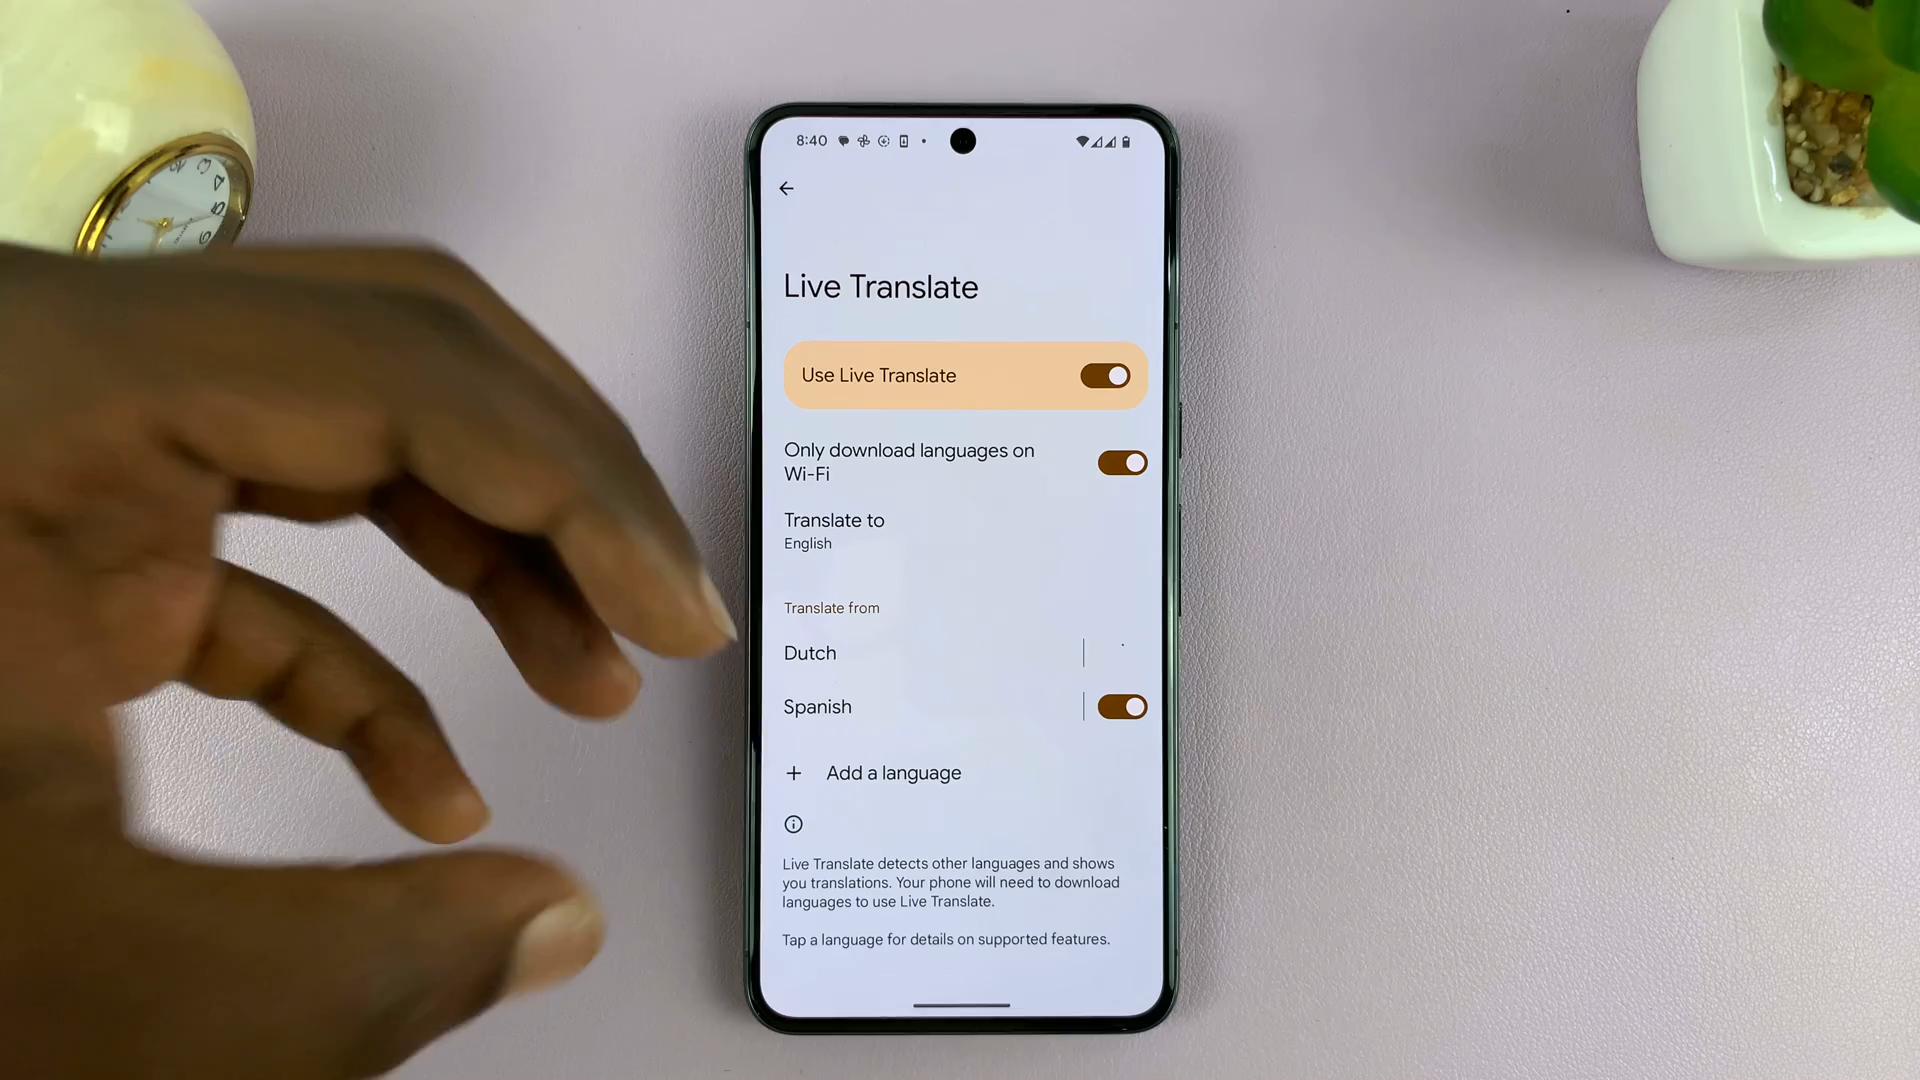 8:40
Live Translate
Use Live Translate
Only download languages on
Wi-Fi
Translate to
English
Translate from
Dutch
Spanish
+ Add a language
Live Translate detects other languages and shows
you translations. Your phone will need to download
languages to use Live Translate.
Tap a language for details on supported features.